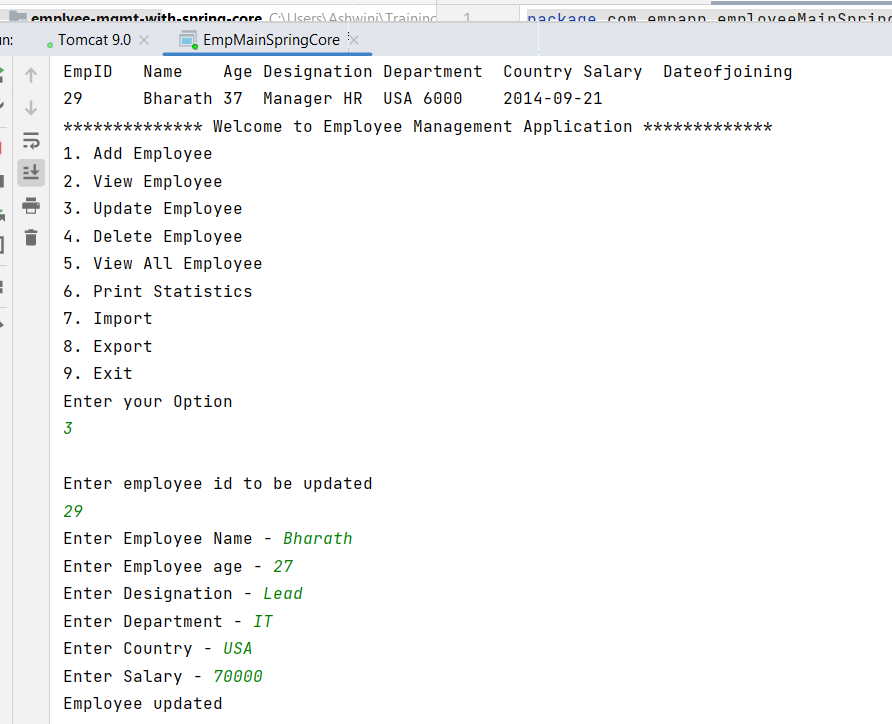 emplyee-mgmt-with-spring-core C:\Users\Ashwini\Training 1 package com.empapp.employeeMainSpring
un: Tomcat 9.0 EmpMainSpringCore
EmpID Name Age Designation Department Country Salary Dateofjoining
29 Bharath 37 Manager HR USA 6000 2014-09-21
************** Welcome to Employee Management Application *************
1. Add Employee
2. View Employee
3. Update Employee
4. Delete Employee
5. View All Employee
6. Print Statistics
7. Import
8. Export
9. Exit
Enter your Option
3
Enter employee id to be updated
29
Enter Employee Name - Bharath
Enter Employee age - 27
Enter Designation - Lead
Enter Department - IT
Enter Country - USA
Enter Salary - 70000
Employee updated